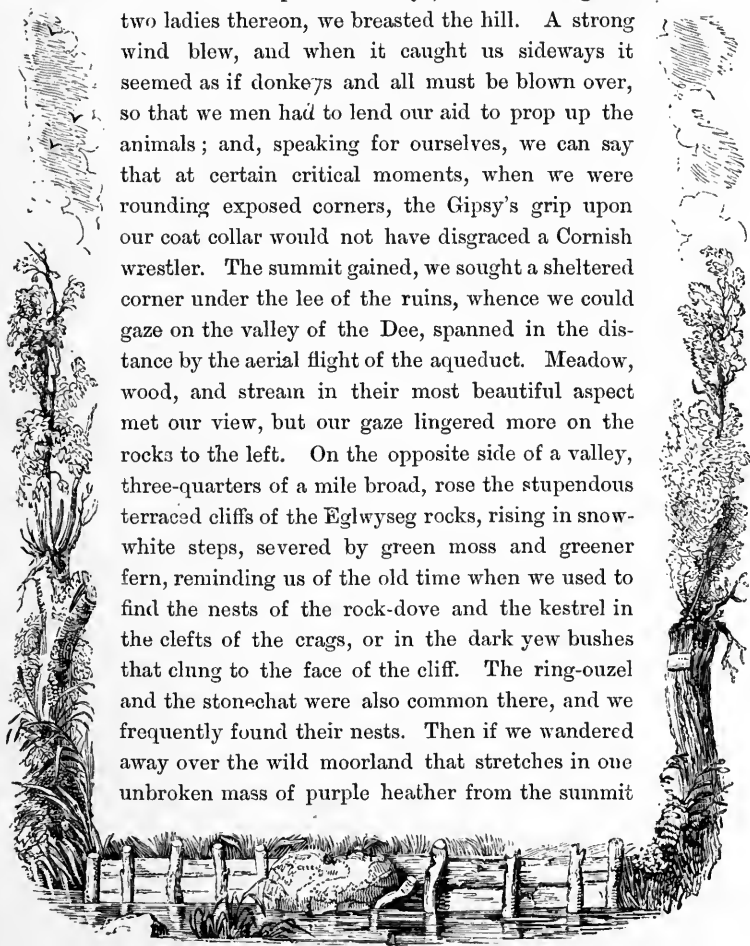 two ladies thereon, we breasted the hill. A strong
wind blew, and when it caught us sideways it
seemed as if donkeys and all must be blown over,
so that we men had to lend our aid to prop up the
animals; and, speaking for ourselves, we can say
that at certain critical moments, when we were
rounding exposed corners, the Gipsy's grip upon
our coat collar would not have disgraced a Cornish
wrestler. The summit gained, we sought a sheltered
corner under the lee of the ruins, whence we could
gaze on the valley of the Dee, spanned in the dis-
tance by the aerial flight of the aqueduct. Meadow,
wood, and stream in their most beautiful aspect
met our view, but our gaze lingered more on the
rocks to the left. On the opposite side of a valley,
three-quarters of a mile broad, rose the stupendous
terraced cliffs of the Eglwyseg rocks, rising in snow-
white steps, severed by green moss and greener
fern, reminding us of the old time when we used to
find the nests of the rock-dove and the kestrel in
the clefts of the crags, or in the dark yew bushes
that clung to the face of the cliff. The ring-ouzel
and the stonechat were also common there, and we
frequently found their nests. Then if we wandered
away over the wild moorland that stretches in one
unbroken mass of purple heather from the summit